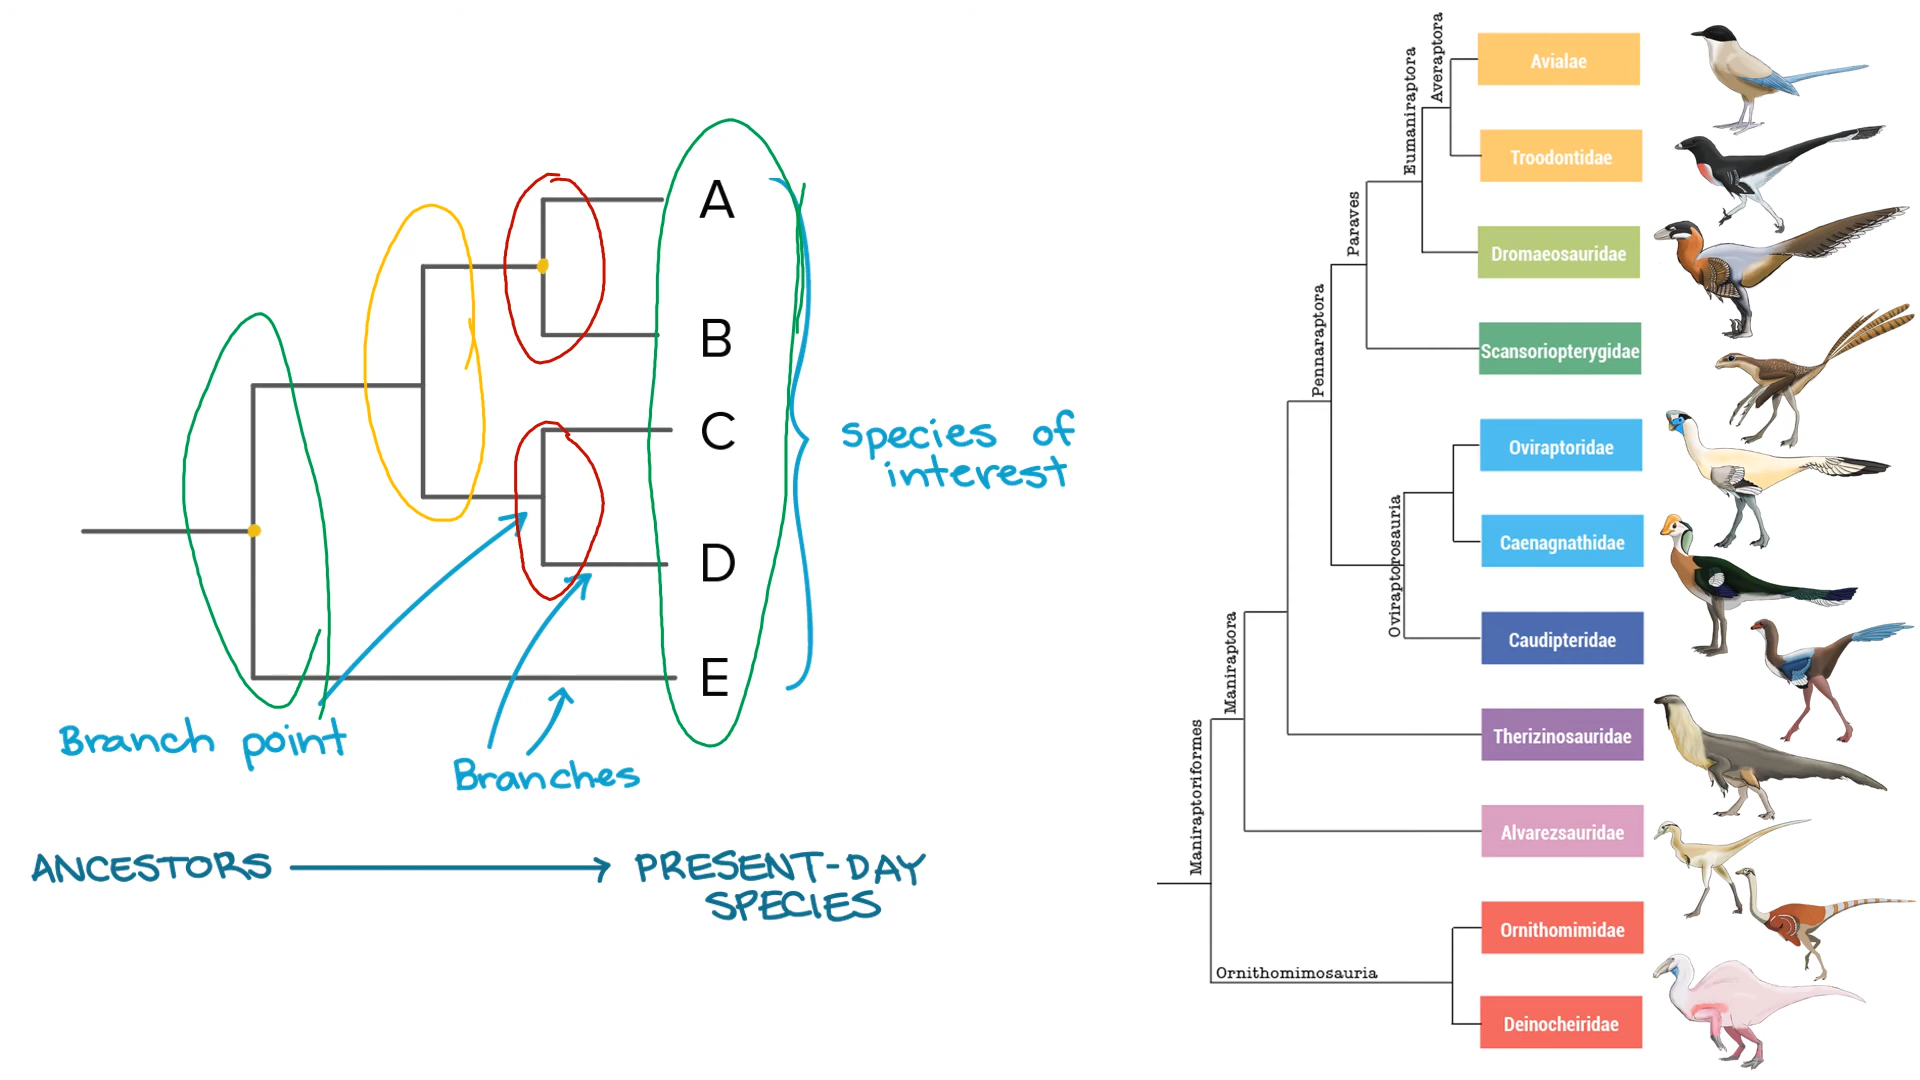 A
B
C
D
E
species of
interest
Branch point
Branches
ANCESTORS
PRESENT-DAY
SPECIES
Averaptora
Eumaniraptora
Paraves
Pennaraptora
Oviraptorosauria
Maniraptora
Maniraptoriformes
Ornithomimosauria
Avialae
Troodontidae
Dromaeosauridae
Scansoriopterygidae
Oviraptoridae
Caenagnathidae
Caudipteridae
Therizinosauridae
Alvarezsauridae
Ornithomimidae
Deinocheiridae